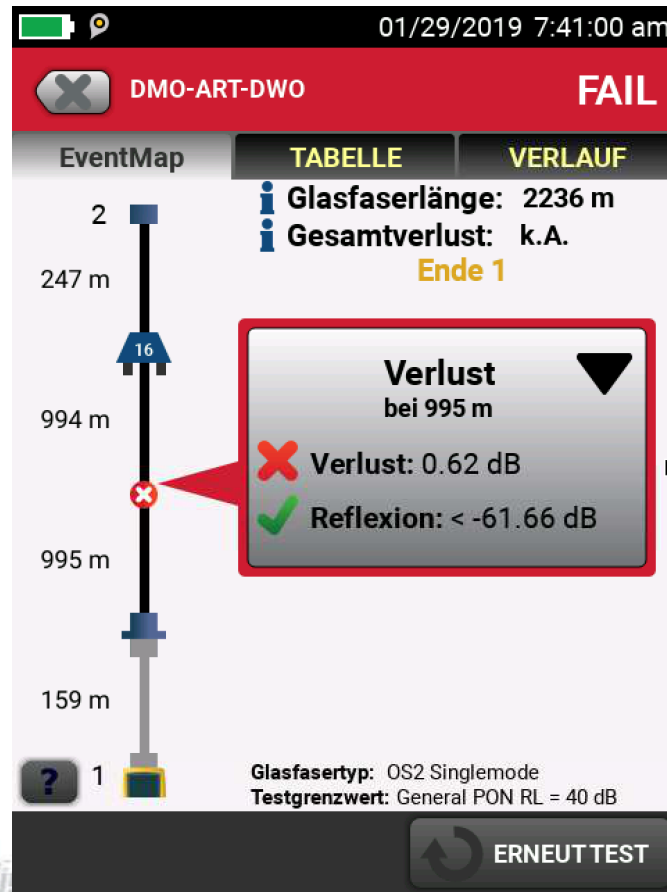 01/29/2019 7:41:00 am
DMO-ART-DWO
FAIL
EventMap
TABELLE
VERLAUF
Glasfaserlänge: 2236 m
Gesamtverlust: k.A.
Ende 1
2
247 m
16
994 m
Verlust
bei 995 m
Verlust: 0.62 dB
Reflexion: < -61.66 dB
995 m
159 m
?
1
Glasfasertyp: OS2 Singlemode
Testgrenzwert: General PON RL = 40 dB
ERNEUT TEST